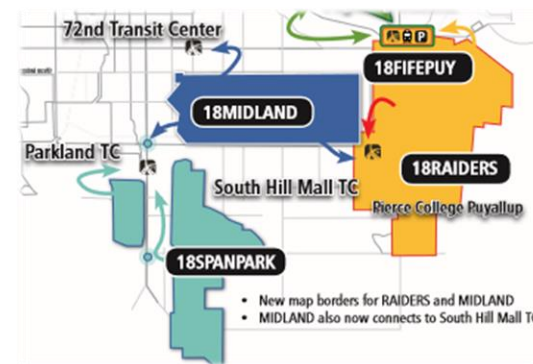 72nd Transit Center
18FIFEPUY
18MIDLAND
Parkland TC
18RAIDERS
South Hill Mall TC
Pierce College Puyallup
18SPANPARK
• New map borders for RAIDERS and MIDLAND
• MIDLAND also now connects to South Hill Mall T